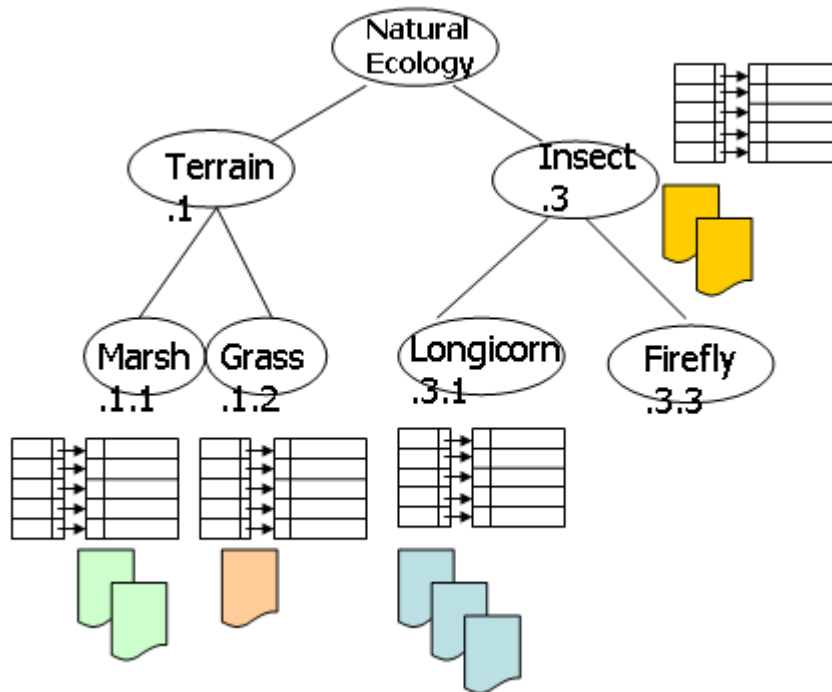 Natural
Ecology
Terrain
.1
Insect
.3
Marsh
.1.1
Grass
.1.2
Longicorn
.3.1
Firefly
.3.3